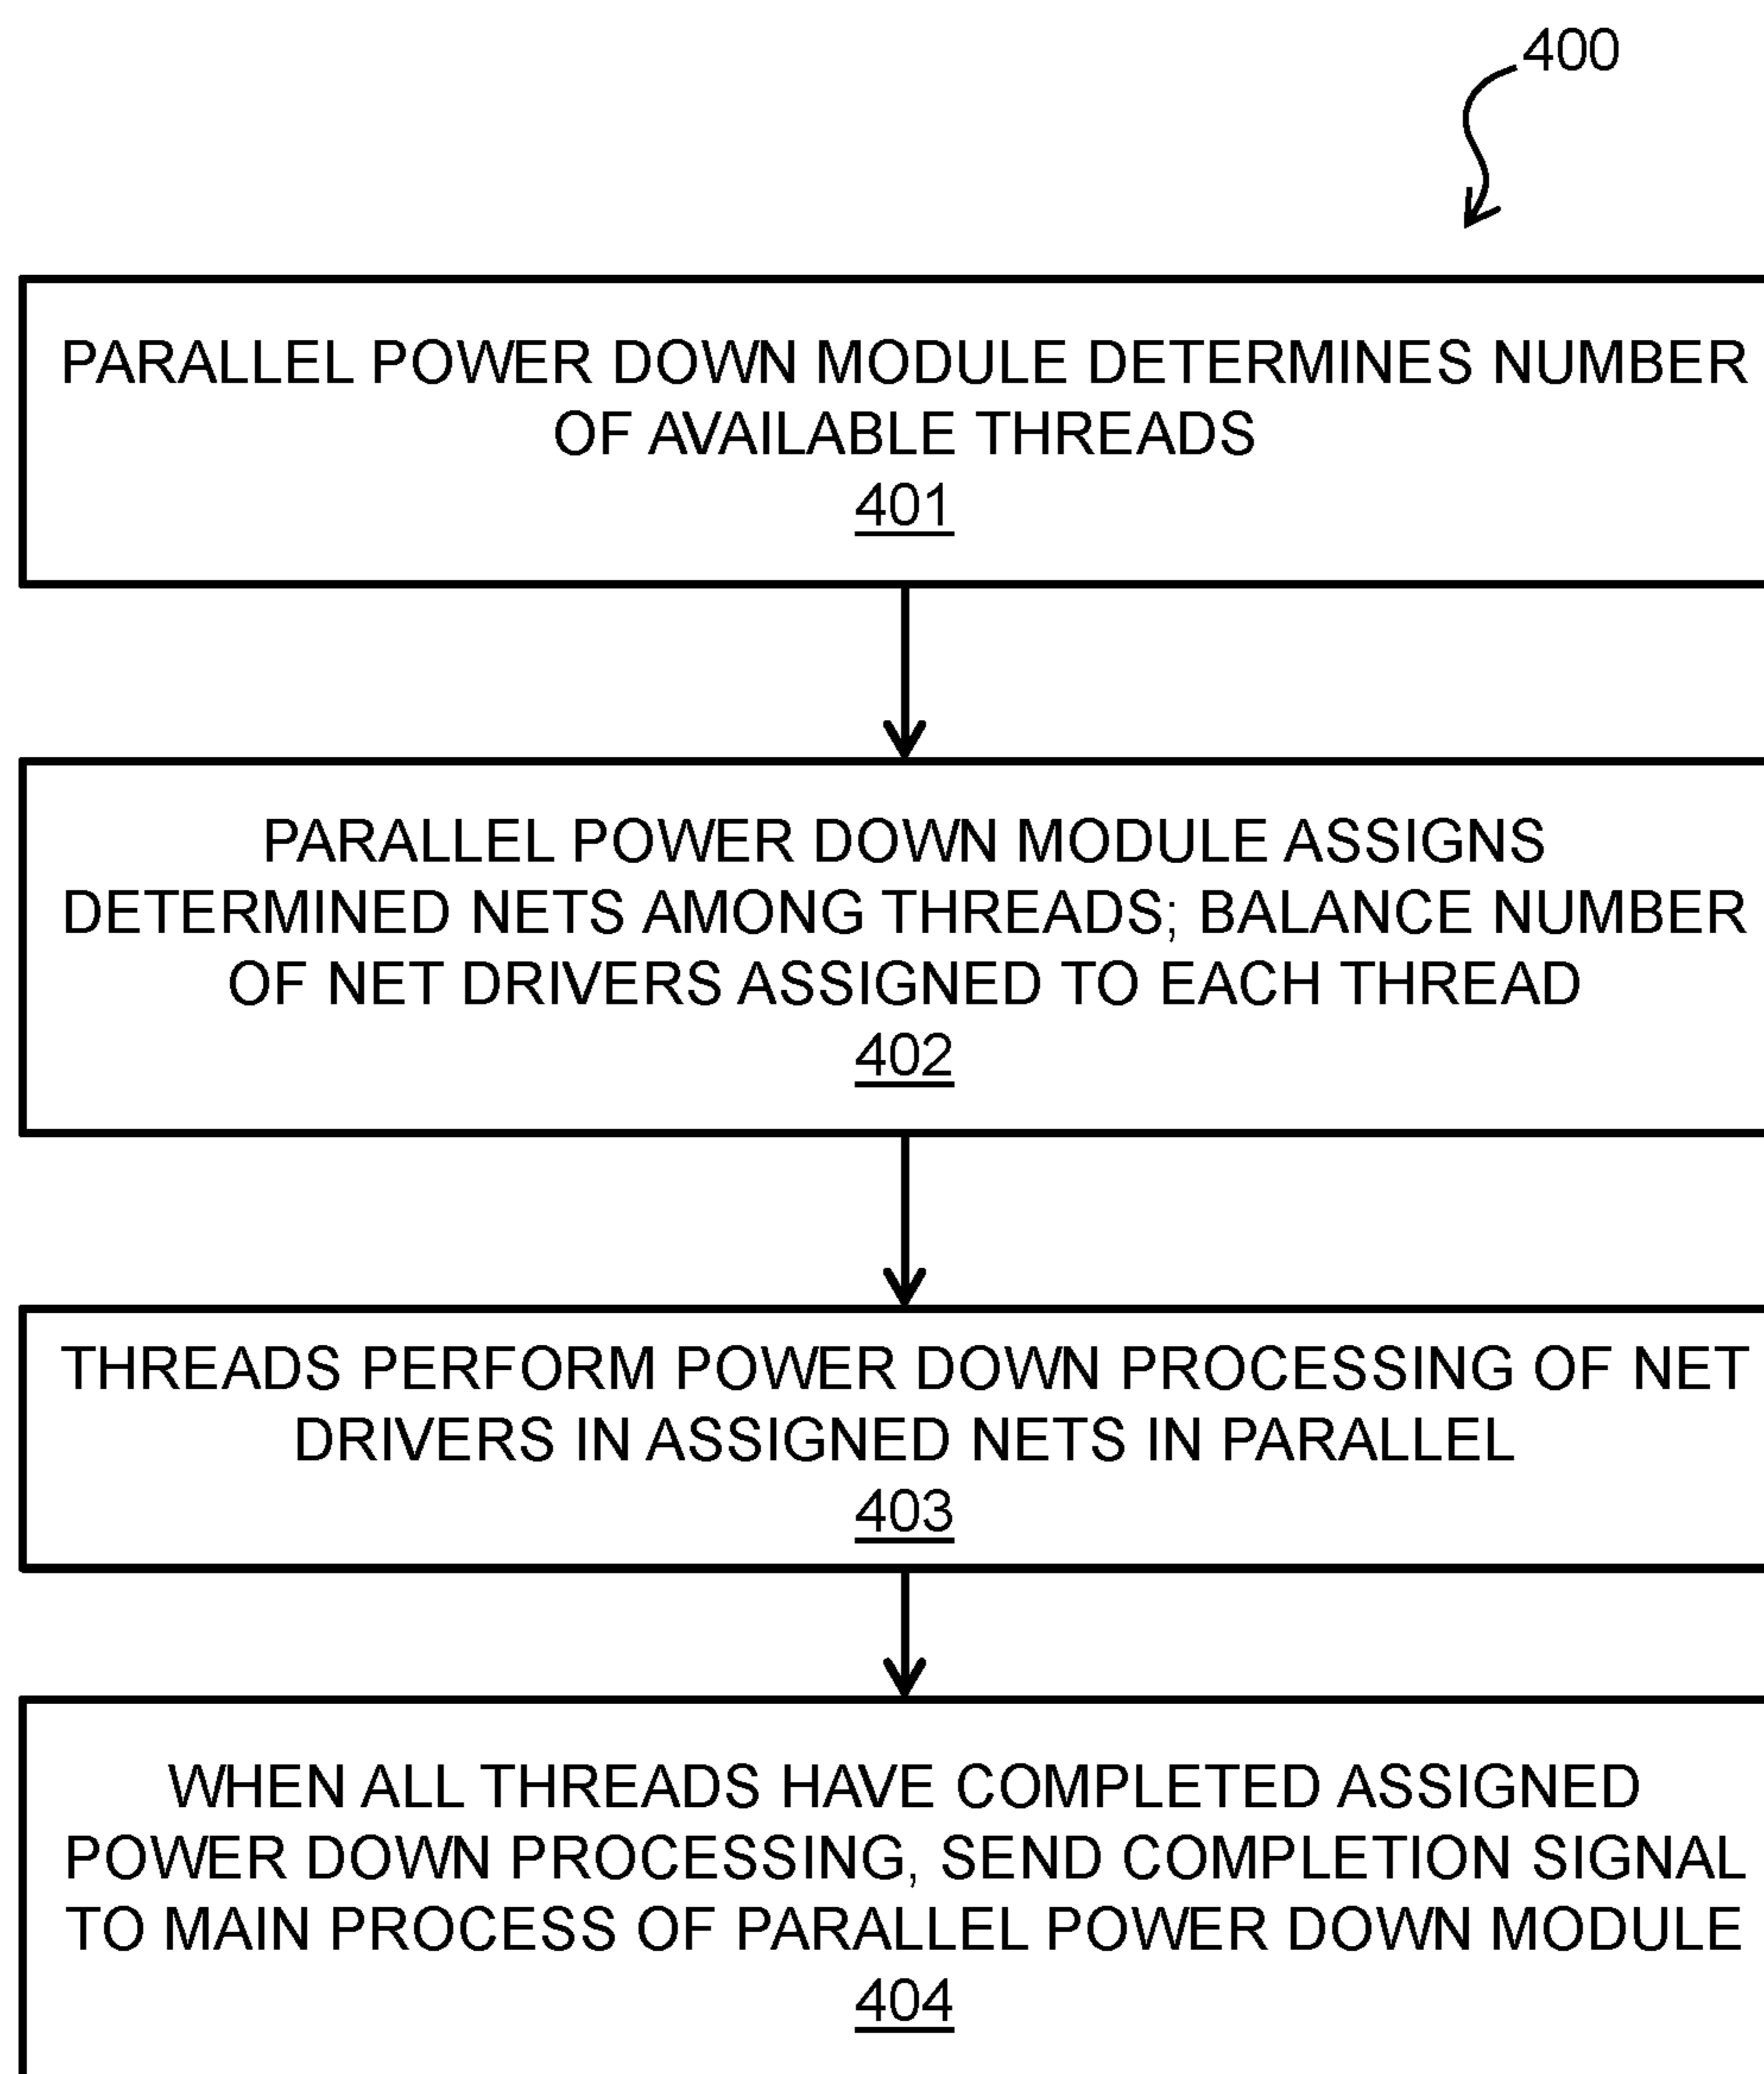 400
PARALLEL POWER DOWN MODULE DETERMINES NUMBER
OF AVAILABLE THREADS
401
PARALLEL POWER DOWN MODULE ASSIGNS
DETERMINED NETS AMONG THREADS; BALANCE NUMBER
OF NET DRIVERS ASSIGNED TO EACH THREAD
402
THREADS PERFORM POWER DOWN PROCESSING OF NET
DRIVERS IN ASSIGNED NETS IN PARALLEL
403
WHEN ALL THREADS HAVE COMPLETED ASSIGNED
POWER DOWN PROCESSING, SEND COMPLETION SIGNAL
TO MAIN PROCESS OF PARALLEL POWER DOWN MODULE
404